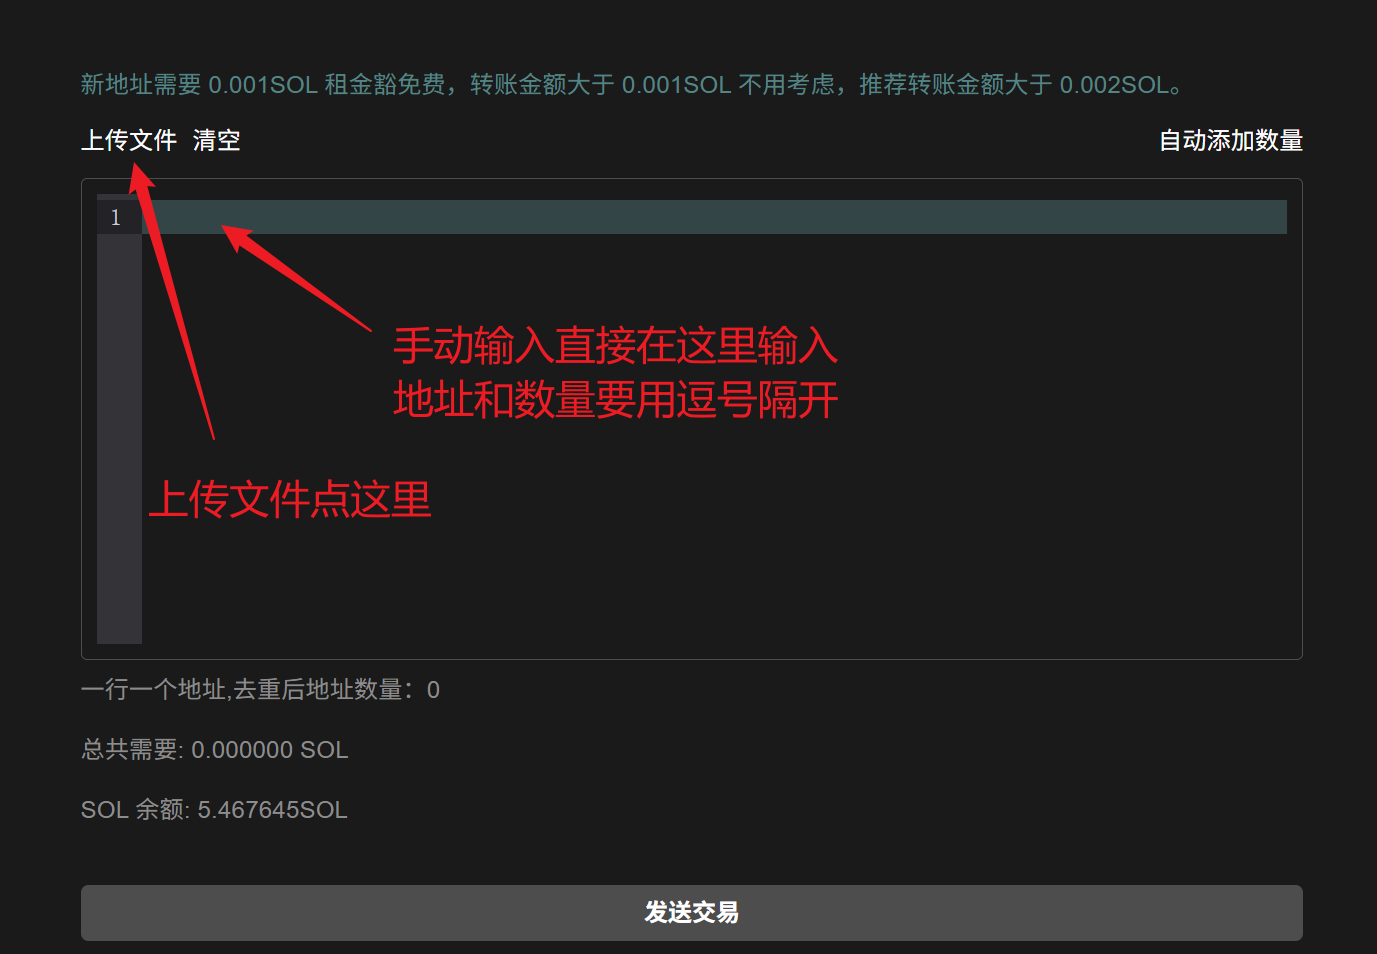 新地址需要 0.001SOL 租金豁免费，转账金额大于 0.001SOL 不用考虑，推荐转账金额大于 0.002SOL。
上传文件 清空 自动添加数量
1
手动输入直接在这里输入
地址和数量要用逗号隔开
上传文件点这里
一行一个地址,去重后地址数量：0
总共需要: 0.000000 SOL
SOL 余额: 5.467645SOL
发送交易